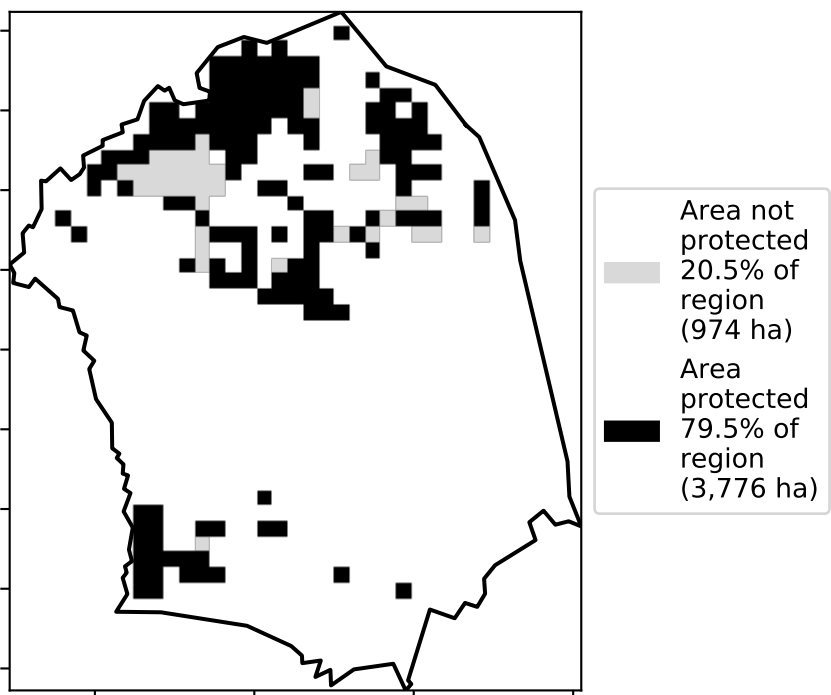 Area not
protected
20.5% of
region
(974 ha)
Area
protected
79.5% of
region
(3,776 ha)